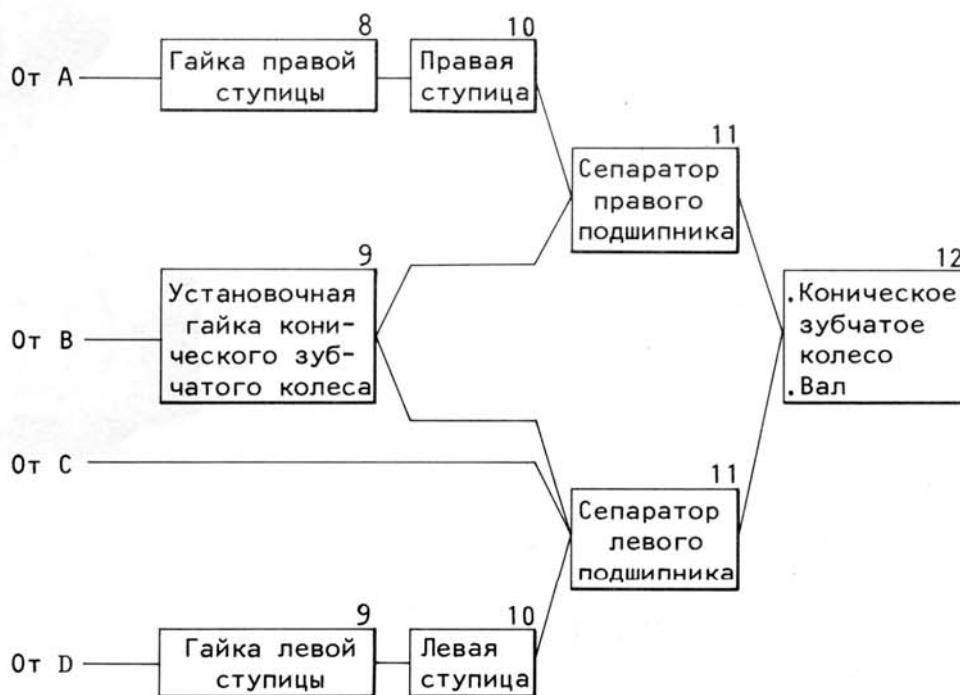 8
10
От А
Гайка правой
ступицы
Правая
ступица
11
Сепаратор
правого
подшипника
9
12
От В
Установочная
гайка кони-
ческого зуб-
чатого колеса
.Коническое
зубчатое
колесо
.Вал
От С
11
Сепаратор
левого
подшипника
9
10
От D
Гайка левой
ступицы
Левая
ступица